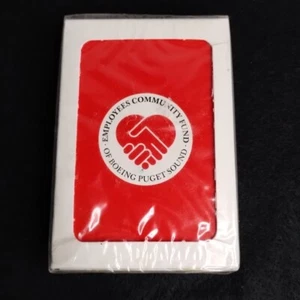 · EMPLOYEES COMMUNITY FUND ·
OF BOEING PUGET SOUND